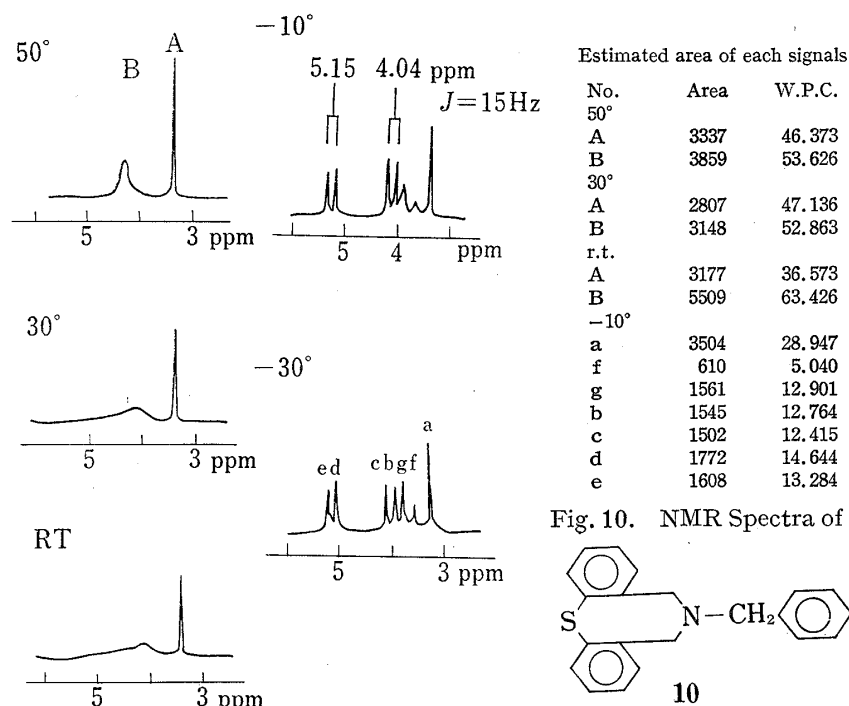 50°
B
A
5
3 ppm
−10°
5.15
4.04 ppm
J=15Hz
5
4
ppm
30°
5
3 ppm
−30°
ed
cbgf
a
5
3 ppm
RT
5
3 ppm
Estimated area of each signals
No. Area W.P.C.
50°
A 3337 46.373
B 3859 53.626
30°
A 2807 47.136
B 3148 52.863
r.t.
A 3177 36.573
B 5509 63.426
−10°
a 3504 28.947
f 610 5.040
g 1561 12.901
b 1545 12.764
c 1502 12.415
d 1772 14.644
e 1608 13.284
Fig. 10. NMR Spectra of
S
N−CH₂
10